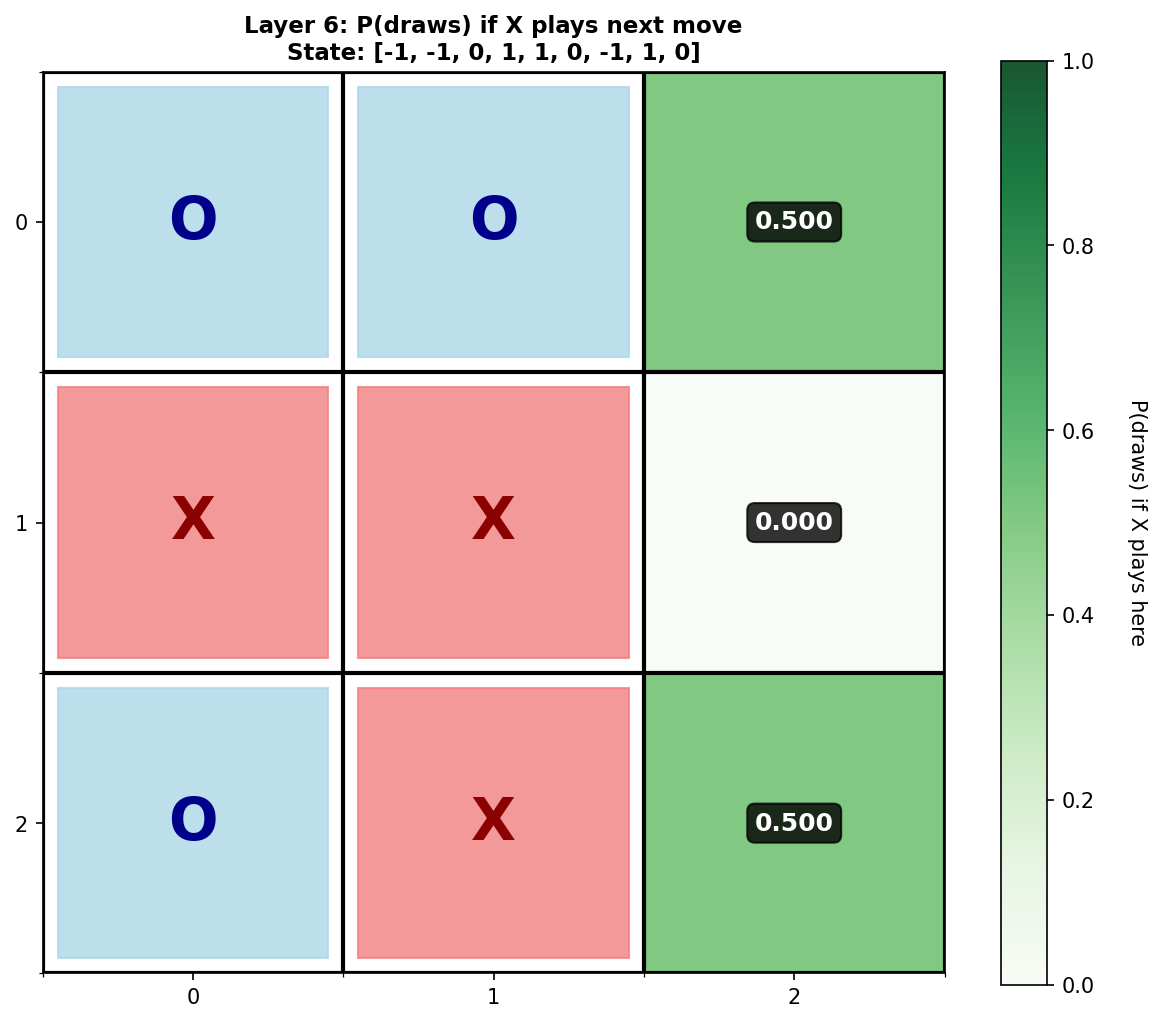 Layer 6: P(draws) if X plays next move
State: [-1, -1, 0, 1, 1, 0, -1, 1, 0]
0
O
O
0.500
1
X
X
0.000
2
O
X
0.500
0
1
2
1.0
0.8
0.6
0.4
0.2
0.0
P(draws) if X plays here